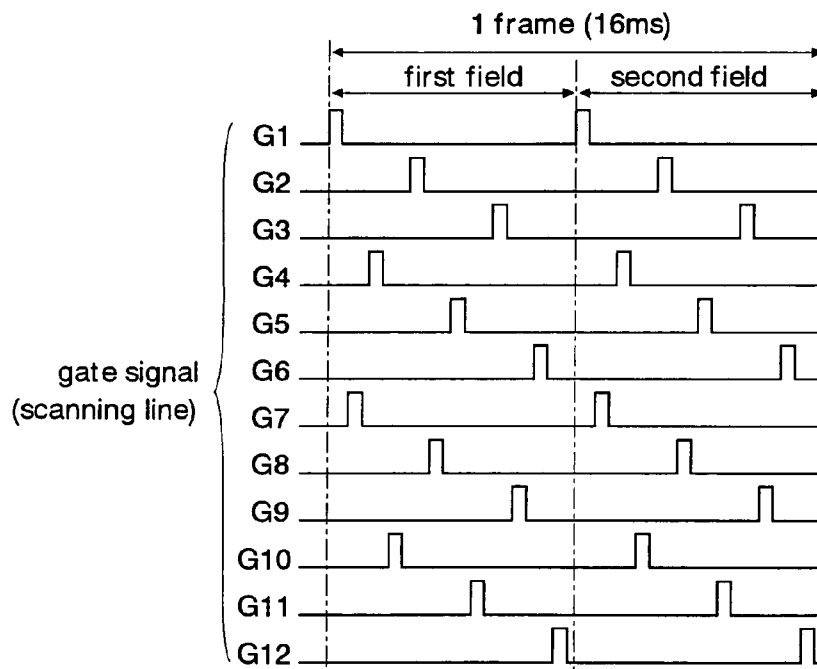 1 frame (16ms)
first field
second field
G1
G2
G3
G4
G5
G6
gate signal
(scanning line)
G7
G8
G9
G10
G11
G12